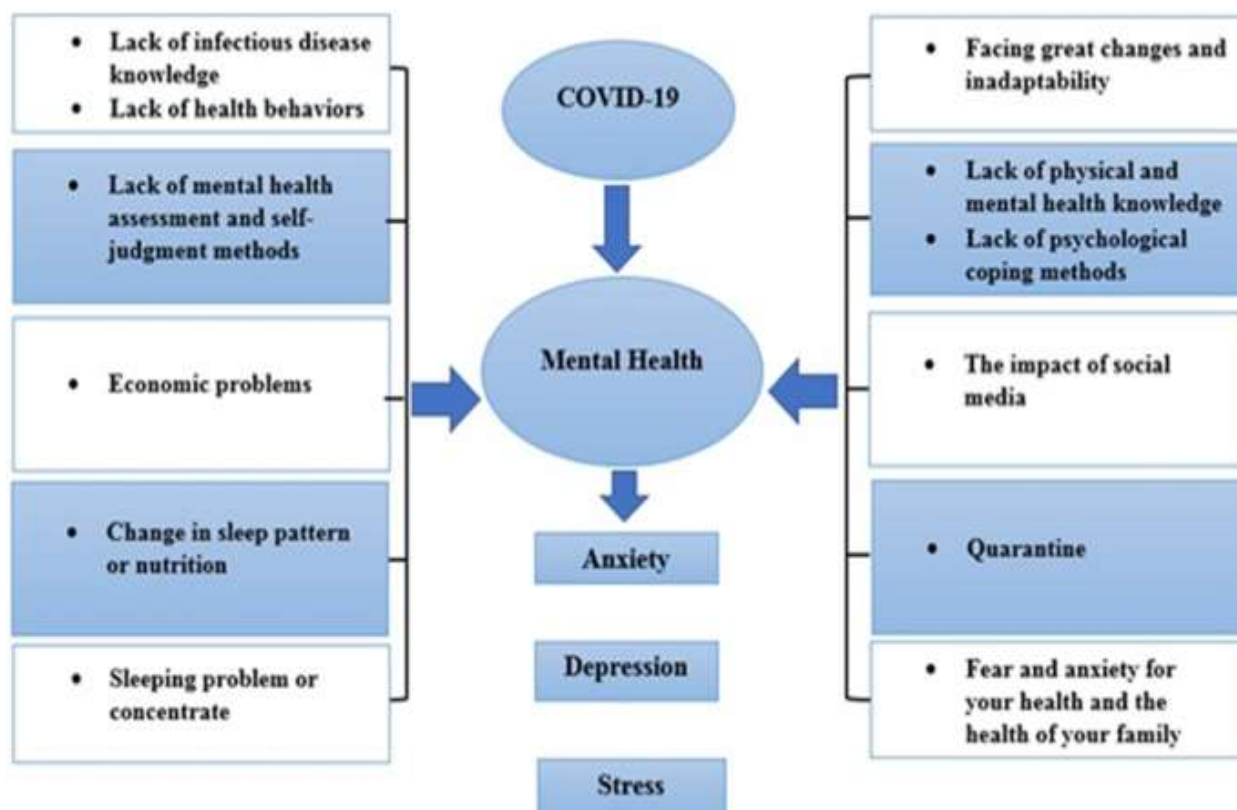 • Lack of infectious disease
knowledge
• Lack of health behaviors
• Lack of mental health
assessment and self-
judgment methods
• Economic problems
• Change in sleep pattern
or nutrition
• Sleeping problem or
concentrate
COVID-19
Mental Health
Anxiety
Depression
Stress
• Facing great changes and
inadaptability
• Lack of physical and
mental health knowledge
• Lack of psychological
coping methods
• The impact of social
media
• Quarantine
• Fear and anxiety for
your health and the
health of your family